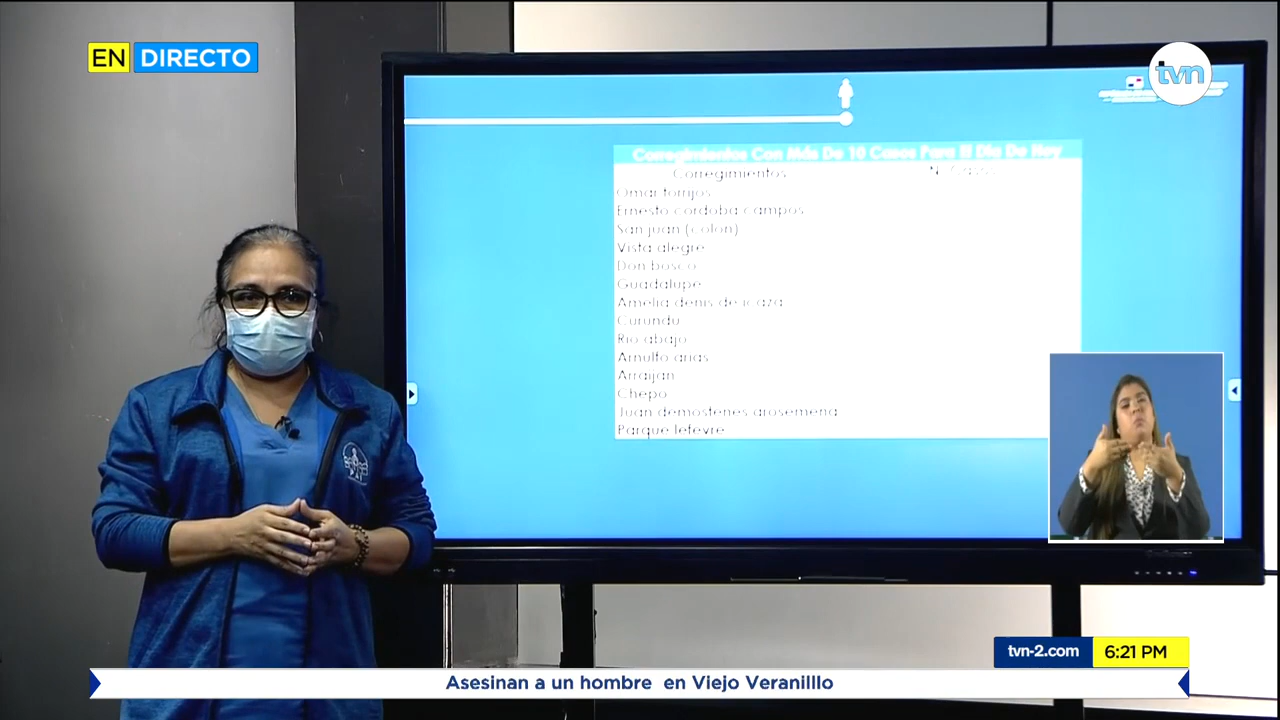 EN DIRECTO
tvn
Corregimientos Con Más De 10 Casos Para El Día De Hoy
Corregimientos N. Casos
Omar torrijos
Ernesto cordoba campos
San juan (colon)
Vista alegre
Don bosco
Guadalupe
Amelia denis de icaza
Curundu
Rio abajo
Arnulfo arias
Arraijan
Chepo
Juan demostenes arosemena
Parque lefevre
tvn-2.com 6:21 PM
Asesinan a un hombre en Viejo Veranilllo